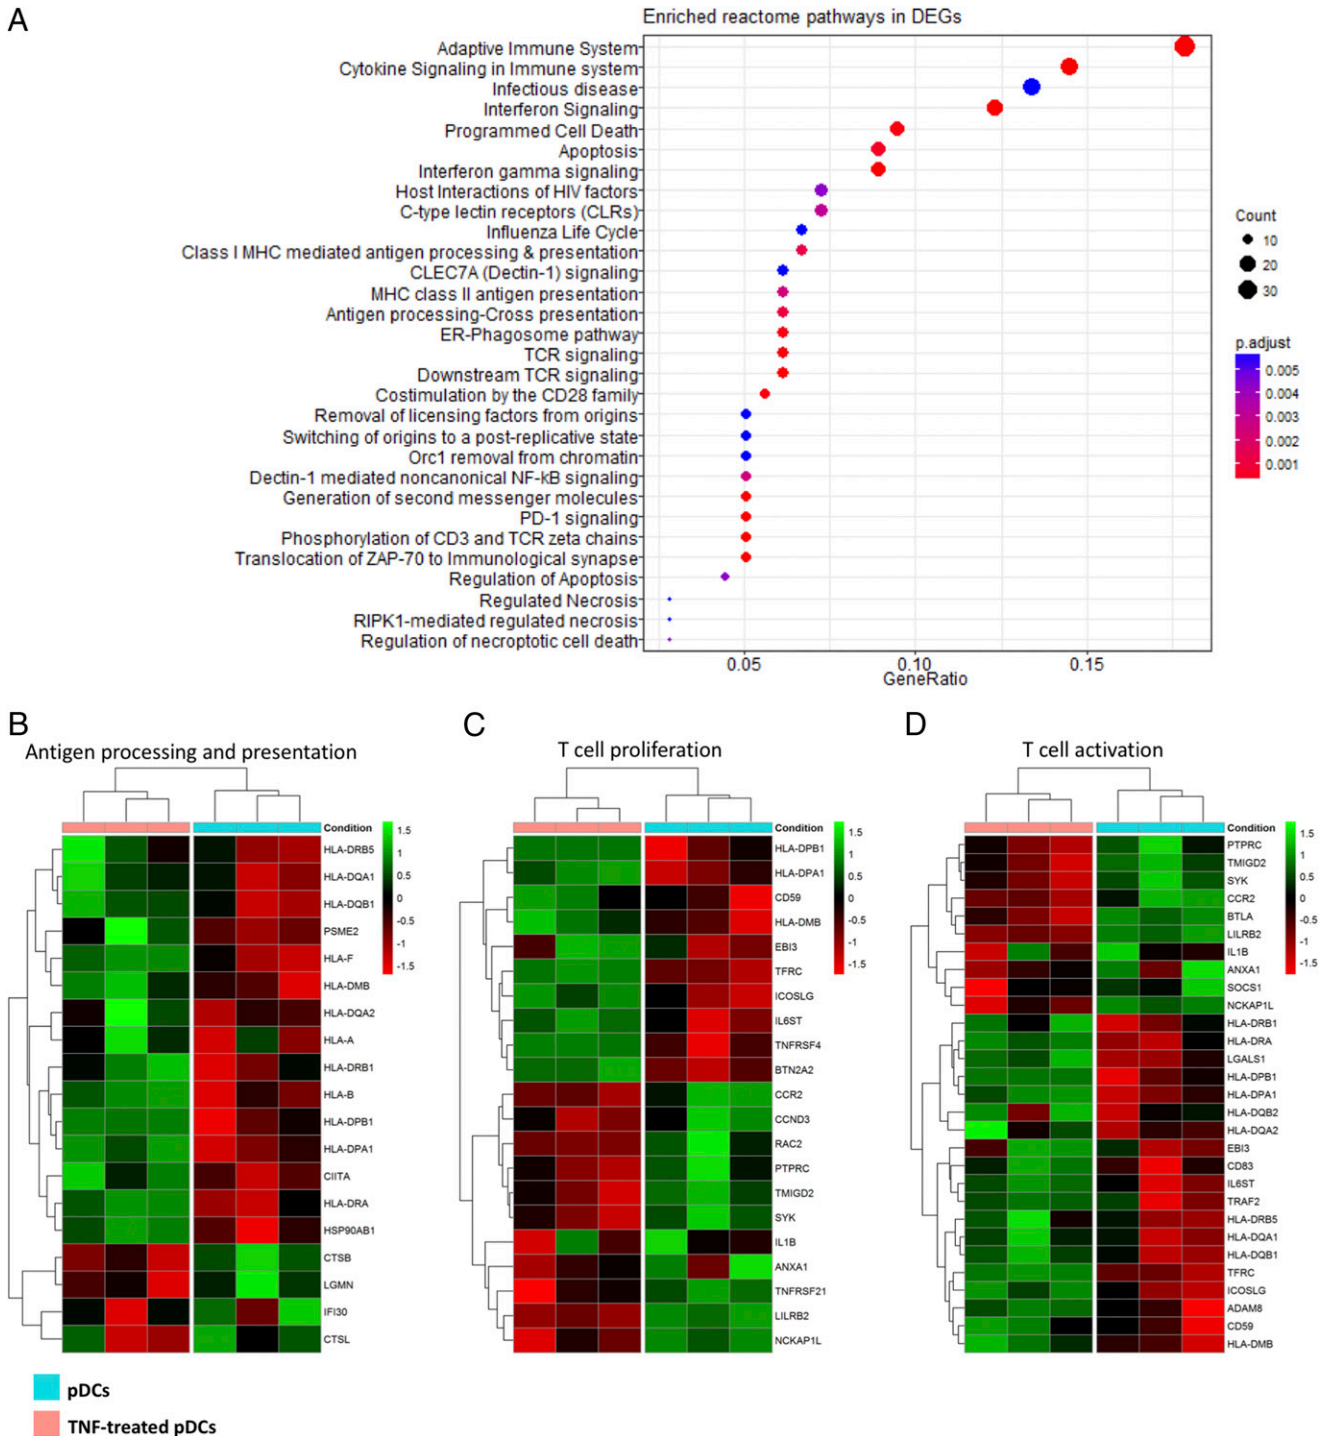 A
Enriched reactome pathways in DEGs
Adaptive Immune System
Cytokine Signaling in Immune system
Infectious disease
Interferon Signaling
Programmed Cell Death
Apoptosis
Interferon gamma signaling
Host Interactions of HIV factors
C-type lectin receptors (CLRs)
Influenza Life Cycle
Class I MHC mediated antigen processing & presentation
CLEC7A (Dectin-1) signaling
MHC class II antigen presentation
Antigen processing-Cross presentation
ER-Phagosome pathway
TCR signaling
Downstream TCR signaling
Costimulation by the CD28 family
Removal of licensing factors from origins
Switching of origins to a post-replicative state
Orc1 removal from chromatin
Dectin-1 mediated noncanonical NF-kB signaling
Generation of second messenger molecules
PD-1 signaling
Phosphorylation of CD3 and TCR zeta chains
Translocation of ZAP-70 to Immunological synapse
Regulation of Apoptosis
Regulated Necrosis
RIPK1-mediated regulated necrosis
Regulation of necroptotic cell death
0.05 0.10 0.15
GeneRatio
Count
10
20
30
p.adjust
0.005
0.004
0.003
0.002
0.001
B
Antigen processing and presentation
Condition
HLA-DRB5
HLA-DQA1
HLA-DQB1
PSME2
HLA-F
HLA-DMB
HLA-DQA2
HLA-A
HLA-DRB1
HLA-B
HLA-DPB1
HLA-DPA1
CIITA
HLA-DRA
HSP90AB1
CTSB
LGMN
IFI30
CTSL
1.5
1
0.5
0
-0.5
-1
-1.5
C
T cell proliferation
Condition
HLA-DPB1
HLA-DPA1
CD59
HLA-DMB
EBI3
TFRC
ICOSLG
IL6ST
TNFRSF4
BTN2A2
CCR2
CCND3
RAC2
PTPRC
TMIGD2
SYK
IL1B
ANXA1
TNFRSF21
LILRB2
NCKAP1L
1.5
1
0.5
0
-0.5
-1
-1.5
D
T cell activation
Condition
PTPRC
TMIGD2
SYK
CCR2
BTLA
LILRB2
IL1B
ANXA1
SOCS1
NCKAP1L
HLA-DRB1
HLA-DRA
LGALS1
HLA-DPB1
HLA-DPA1
HLA-DQB2
HLA-DQA2
EBI3
CD83
IL6ST
TRAF2
HLA-DRB5
HLA-DQA1
HLA-DQB1
TFRC
ICOSLG
ADAM8
CD59
HLA-DMB
1.5
1
0.5
0
-0.5
-1
-1.5
pDCs
TNF-treated pDCs